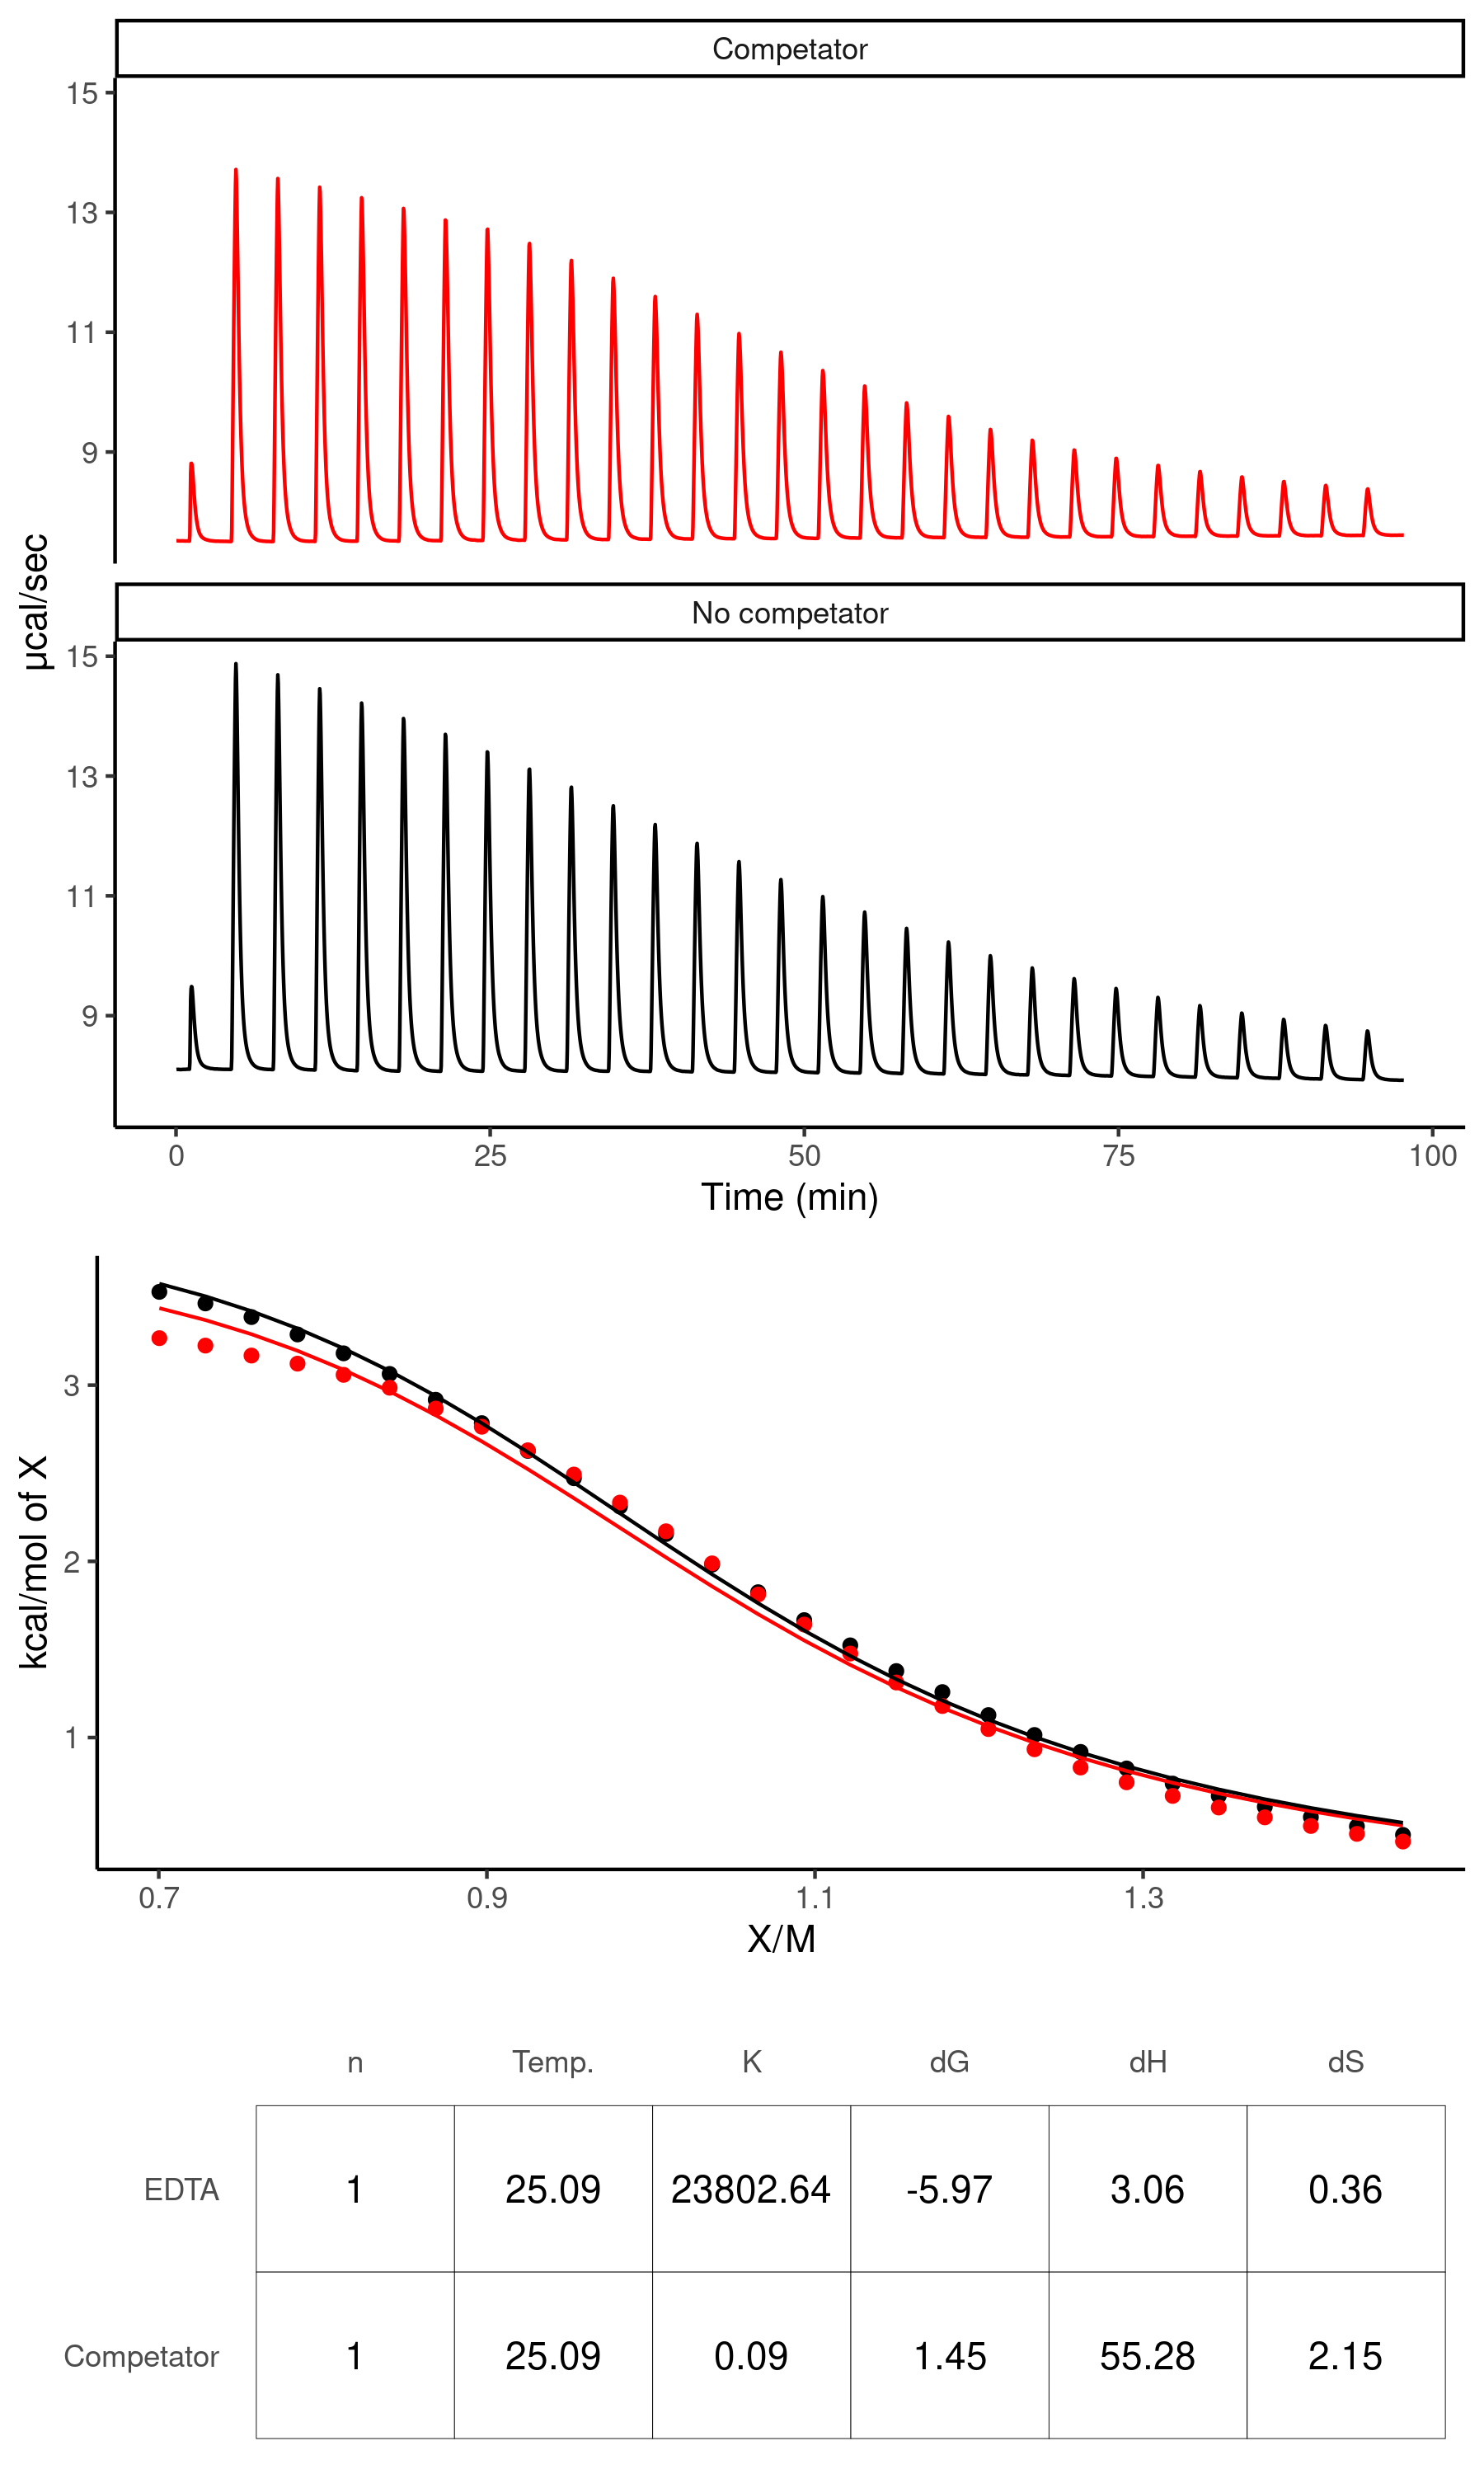 Competator
15
13
11
9
µcal/sec
No competator
15
13
11
9
0 25 50 75 100
Time (min)
3
2
1
kcal/mol of X
0.7 0.9 1.1 1.3
X/M
n Temp. K dG dH dS
EDTA 1 25.09 23802.64 -5.97 3.06 0.36
Competator 1 25.09 0.09 1.45 55.28 2.15